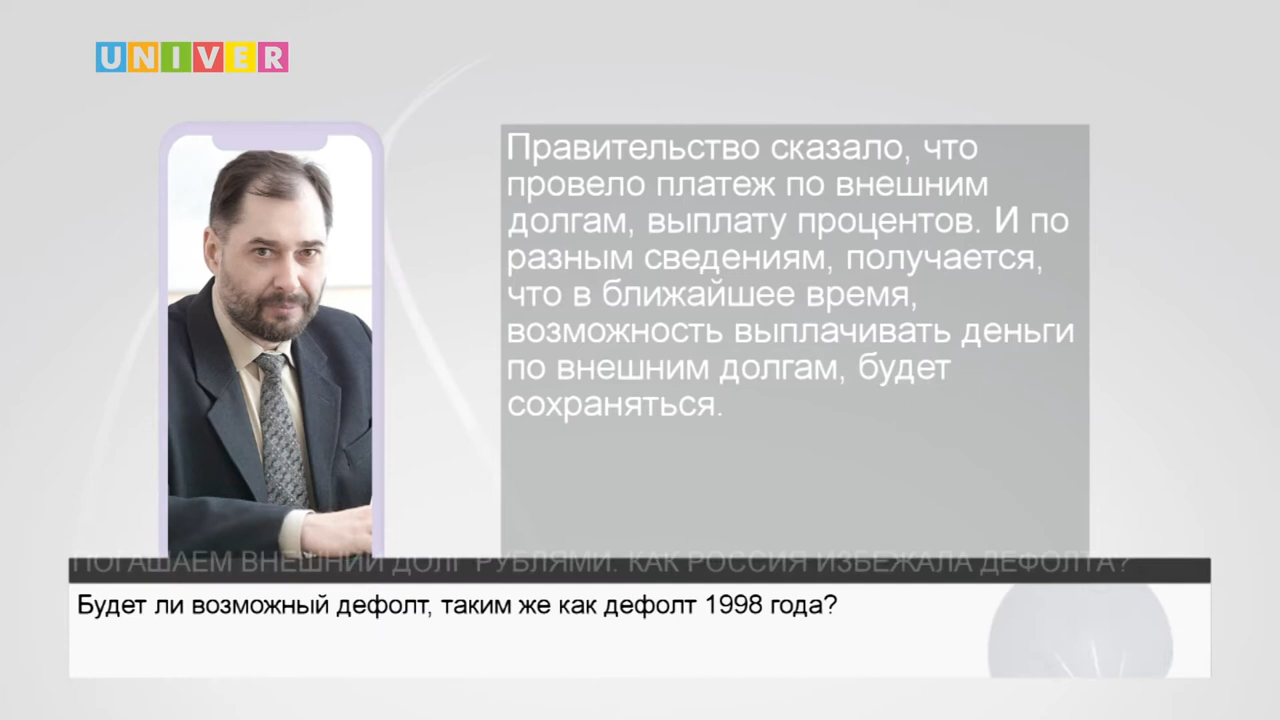 UNIVER
Правительство сказало, что
провело платеж по внешним
долгам, выплату процентов. И по
разным сведениям, получается,
что в ближайшее время,
возможность выплачивать деньги
по внешним долгам, будет
сохраняться.
ПОГАШАЕМ ВНЕШНИЙ ДОЛГ РУБЛЯМИ. КАК РОССИЯ ИЗБЕЖАЛА ДЕФОЛТА?
Будет ли возможный дефолт, таким же как дефолт 1998 года?